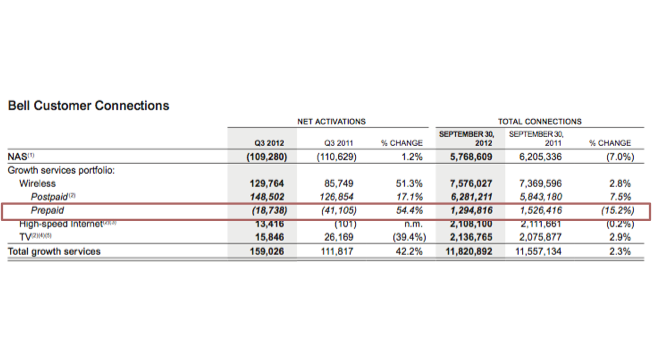 Bell Customer Connections
NET ACTIVATIONS TOTAL CONNECTIONS
SEPTEMBER 30, SEPTEMBER 30,
Q3 2012 Q3 2011 % CHANGE 2012 2011 % CHANGE
NAS(1) (109,280) (110,629) 1.2% 5,768,609 6,205,336 (7.0%)
Growth services portfolio:
Wireless 129,764 85,749 51.3% 7,576,027 7,369,596 2.8%
Postpaid(2) 148,502 126,854 17.1% 6,281,211 5,843,180 7.5%
Prepaid (18,738) (41,105) 54.4% 1,294,816 1,526,416 (15.2%)
High-speed Internet 13,416 (101) n.m. 2,108,100 2,111,661 (0.2%)
TV(2)(4)(5) 15,846 26,169 (39.4%) 2,136,765 2,075,877 2.9%
Total growth services 159,026 111,817 42.2% 11,820,892 11,557,134 2.3%